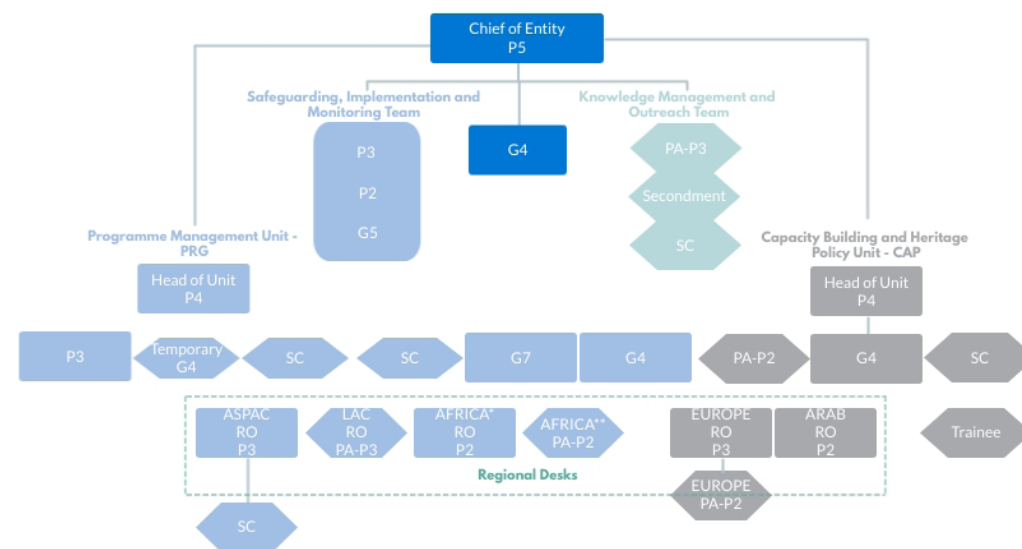 Chief of Entity
P5
Safeguarding, Implementation and
Monitoring Team
P3
P2
G5
G4
Knowledge Management and
Outreach Team
PA-P3
Secondment
SC
Programme Management Unit -
PRG
Head of Unit
P4
Capacity Building and Heritage
Policy Unit - CAP
Head of Unit
P4
P3
Temporary
G4
SC
SC
G7
G4
PA-P2
G4
SC
ASPAC
RO
P3
LAC
RO
PA-P3
AFRICA*
RO
P2
AFRICA**
PA-P2
EUROPE
RO
P3
ARAB
RO
P2
Trainee
Regional Desks
EUROPE
PA-P2
SC